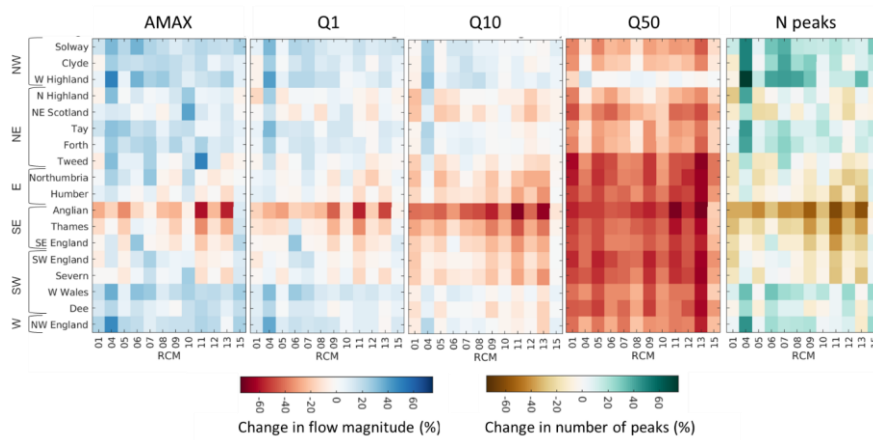 AMAX Q1 Q10 Q50 N peaks
NW
Solway
Clyde
W Highland
NE
N Highland
NE Scotland
Tay
Forth
Tweed
E
Northumbria
Humber
SE
Anglian
Thames
SE England
SW
SW England
Severn
W Wales
Dee
W
NW England
01 04 05 06 07 08 09 10 11 12 13 15 01 04 05 06 07 08 09 10 11 12 13 15 01 04 05 06 07 08 09 10 11 12 13 15 01 04 05 06 07 08 09 10 11 12 13 15 01 04 05 06 07 08 09 10 11 12 13 15
RCM RCM RCM RCM RCM
-60 -40 -20 0 20 40 60 -60 -40 -20 0 20 40 60
Change in flow magnitude (%) Change in number of peaks (%)